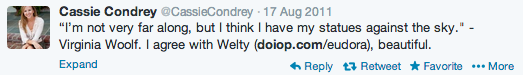 Cassie Condrey @CassieCondrey · 17 Aug 2011
“I'm not very far along, but I think I have my statues against the sky." -
Virginia Woolf. I agree with Welty (doiop.com/eudora), beautiful.
Expand Reply Retweet Favorite More